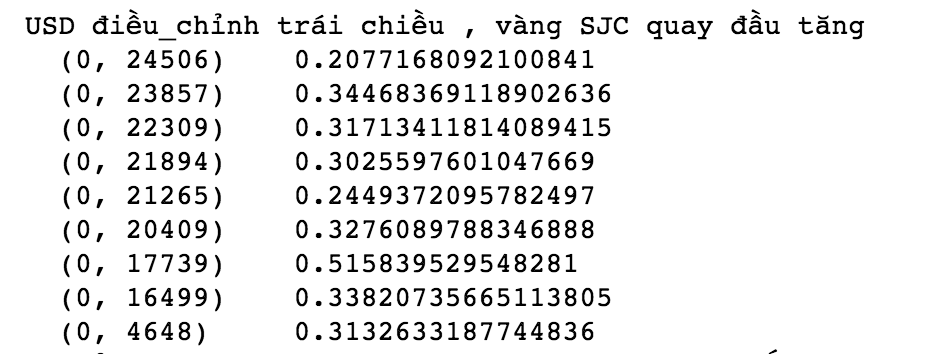 USD điều_chỉnh trái chiều , vàng SJC quay đầu tăng
(0, 24506) 0.2077168092100841
(0, 23857) 0.34468369118902636
(0, 22309) 0.31713411814089415
(0, 21894) 0.3025597601047669
(0, 21265) 0.2449372095782497
(0, 20409) 0.3276089788346888
(0, 17739) 0.515839529548281
(0, 16499) 0.33820735665113805
(0, 4648) 0.3132633187744836